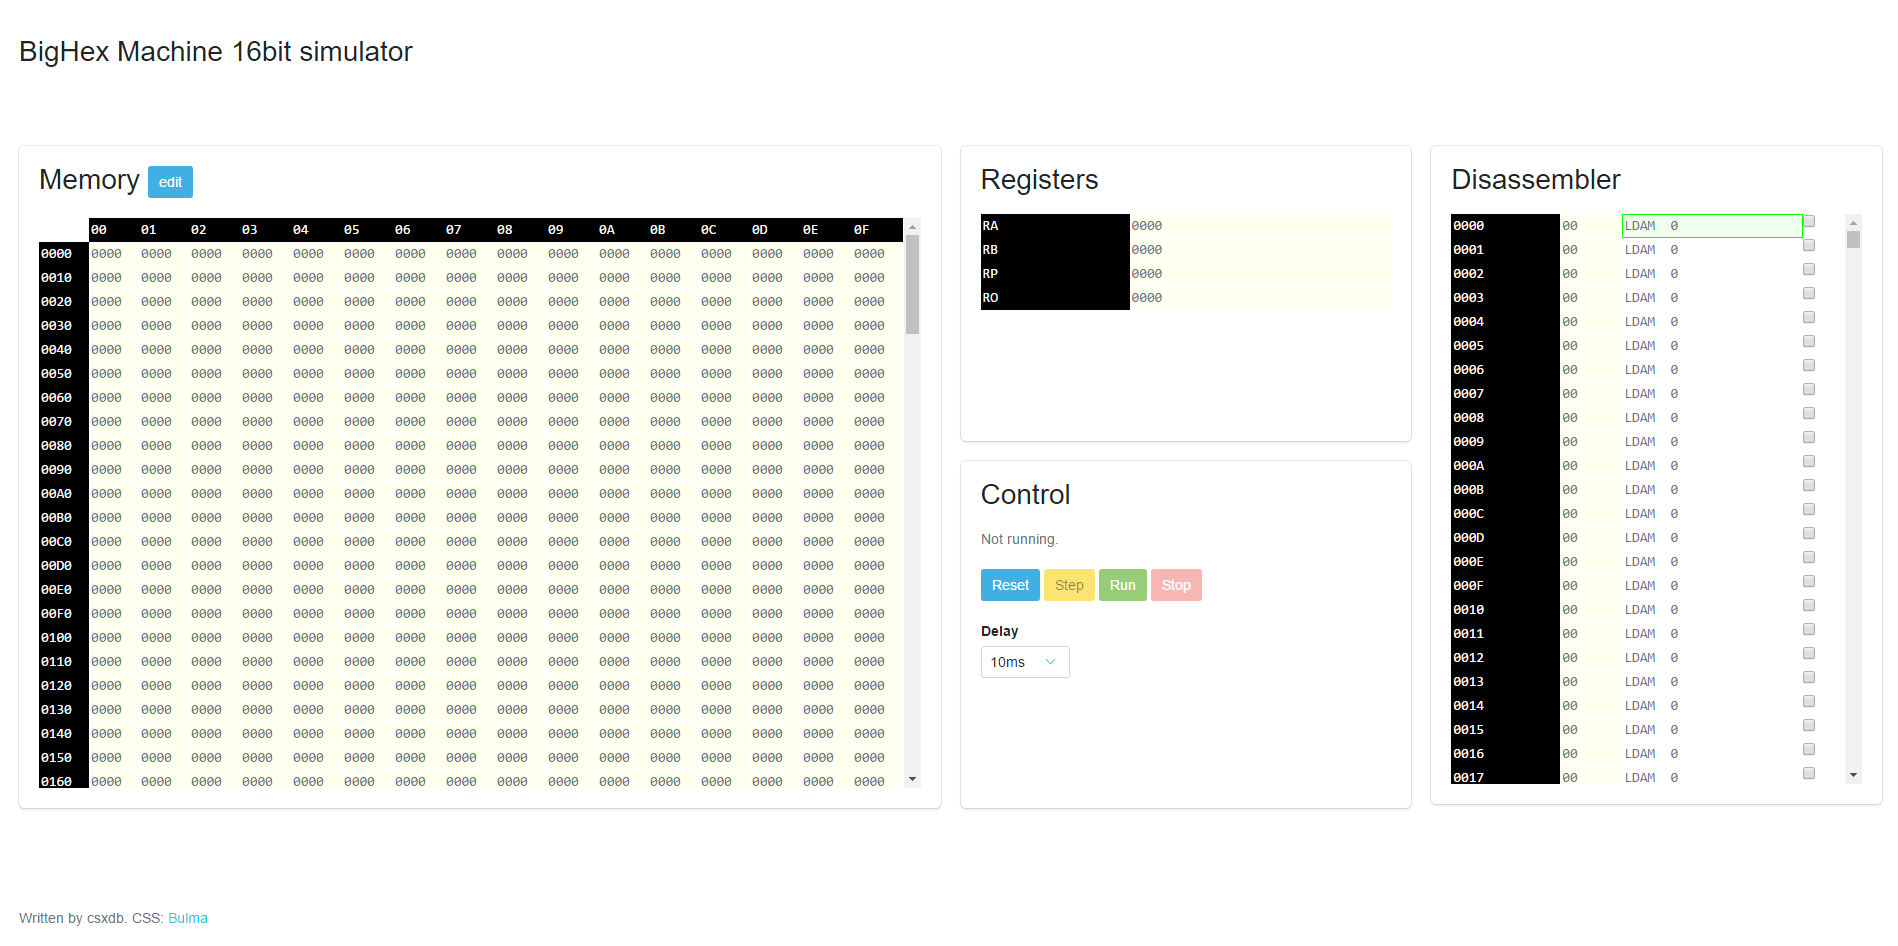 BigHex Machine 16bit simulator
Memory edit
00 01 02 03 04 05 06 07 08 09 0A 0B 0C 0D 0E 0F
0000 0000 0000 0000 0000 0000 0000 0000 0000 0000 0000 0000 0000 0000 0000 0000 0000
0010 0000 0000 0000 0000 0000 0000 0000 0000 0000 0000 0000 0000 0000 0000 0000 0000
0020 0000 0000 0000 0000 0000 0000 0000 0000 0000 0000 0000 0000 0000 0000 0000 0000
0030 0000 0000 0000 0000 0000 0000 0000 0000 0000 0000 0000 0000 0000 0000 0000 0000
0040 0000 0000 0000 0000 0000 0000 0000 0000 0000 0000 0000 0000 0000 0000 0000 0000
0050 0000 0000 0000 0000 0000 0000 0000 0000 0000 0000 0000 0000 0000 0000 0000 0000
0060 0000 0000 0000 0000 0000 0000 0000 0000 0000 0000 0000 0000 0000 0000 0000 0000
0070 0000 0000 0000 0000 0000 0000 0000 0000 0000 0000 0000 0000 0000 0000 0000 0000
0080 0000 0000 0000 0000 0000 0000 0000 0000 0000 0000 0000 0000 0000 0000 0000 0000
0090 0000 0000 0000 0000 0000 0000 0000 0000 0000 0000 0000 0000 0000 0000 0000 0000
00A0 0000 0000 0000 0000 0000 0000 0000 0000 0000 0000 0000 0000 0000 0000 0000 0000
00B0 0000 0000 0000 0000 0000 0000 0000 0000 0000 0000 0000 0000 0000 0000 0000 0000
00C0 0000 0000 0000 0000 0000 0000 0000 0000 0000 0000 0000 0000 0000 0000 0000 0000
00D0 0000 0000 0000 0000 0000 0000 0000 0000 0000 0000 0000 0000 0000 0000 0000 0000
00E0 0000 0000 0000 0000 0000 0000 0000 0000 0000 0000 0000 0000 0000 0000 0000 0000
00F0 0000 0000 0000 0000 0000 0000 0000 0000 0000 0000 0000 0000 0000 0000 0000 0000
0100 0000 0000 0000 0000 0000 0000 0000 0000 0000 0000 0000 0000 0000 0000 0000 0000
0110 0000 0000 0000 0000 0000 0000 0000 0000 0000 0000 0000 0000 0000 0000 0000 0000
0120 0000 0000 0000 0000 0000 0000 0000 0000 0000 0000 0000 0000 0000 0000 0000 0000
0130 0000 0000 0000 0000 0000 0000 0000 0000 0000 0000 0000 0000 0000 0000 0000 0000
0140 0000 0000 0000 0000 0000 0000 0000 0000 0000 0000 0000 0000 0000 0000 0000 0000
0150 0000 0000 0000 0000 0000 0000 0000 0000 0000 0000 0000 0000 0000 0000 0000 0000
0160 0000 0000 0000 0000 0000 0000 0000 0000 0000 0000 0000 0000 0000 0000 0000 0000
Registers
RA 0000
RB 0000
RP 0000
RO 0000
Control
Not running.
Reset Step Run Stop
Delay
10ms
Disassembler
0000 00 LDAM 0
0001 00 LDAM 0
0002 00 LDAM 0
0003 00 LDAM 0
0004 00 LDAM 0
0005 00 LDAM 0
0006 00 LDAM 0
0007 00 LDAM 0
0008 00 LDAM 0
0009 00 LDAM 0
000A 00 LDAM 0
000B 00 LDAM 0
000C 00 LDAM 0
000D 00 LDAM 0
000E 00 LDAM 0
000F 00 LDAM 0
0010 00 LDAM 0
0011 00 LDAM 0
0012 00 LDAM 0
0013 00 LDAM 0
0014 00 LDAM 0
0015 00 LDAM 0
0016 00 LDAM 0
0017 00 LDAM 0
Written by csxdb. CSS: Bulma